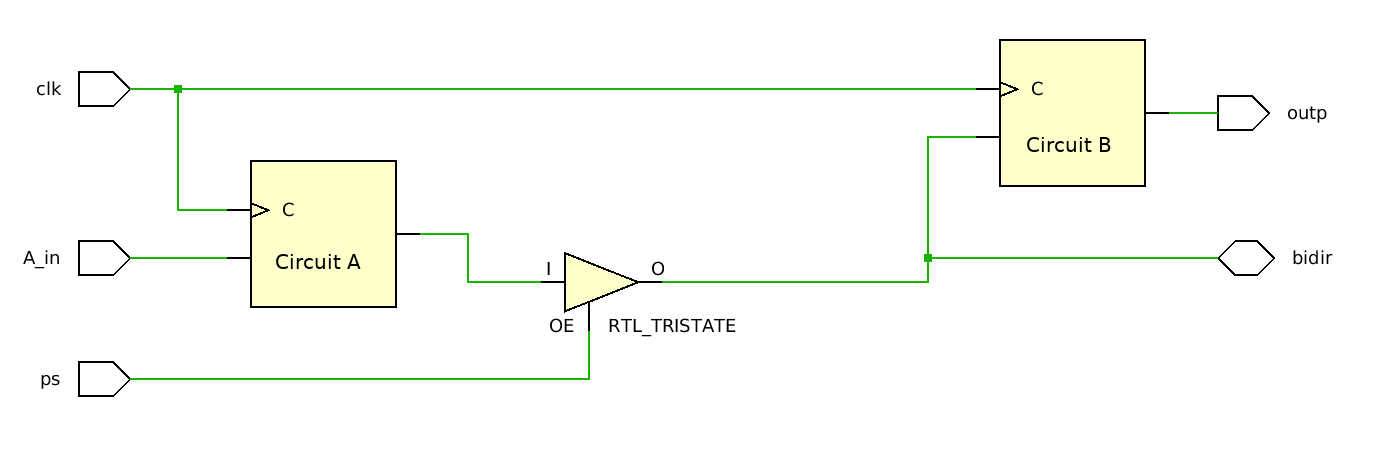 clk
C
Circuit B
outp
C
Circuit A
A_in
I
O
bidir
OE
RTL_TRISTATE
ps